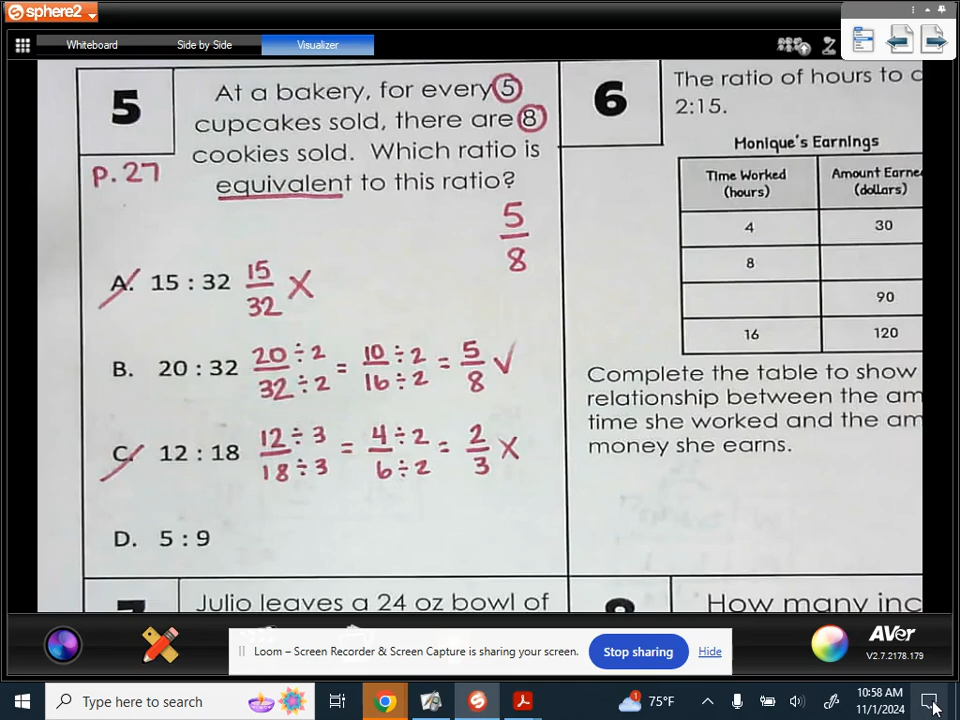 sphere2
Whiteboard
Side by Side
Visualizer
5
At a bakery, for every 5
cupcakes sold, there are 8
cookies sold. Which ratio is
equivalent to this ratio?
p. 27
5
8
A. 15 : 32 15/32 X
B. 20 : 32 20÷2/32÷2 = 10÷2/16÷2 = 5/8 ✓
C. 12 : 18 12÷3/18÷3 = 4÷2/6÷2 = 2/3 X
D. 5 : 9
6
The ratio of hours to
2:15.
Monique's Earnings
Time Worked
(hours)
Amount Earne
(dollars)
4 30
8
90
16 120
Complete the table to show
relationship between the am
time she worked and the am
money she earns.
Julio leaves a 24 oz bowl of
How many inc
Loom – Screen Recorder & Screen Capture is sharing your screen.
Stop sharing
Hide
AVer
V2.7.2178.179
Type here to search
1
75°F
10:58 AM
11/1/2024